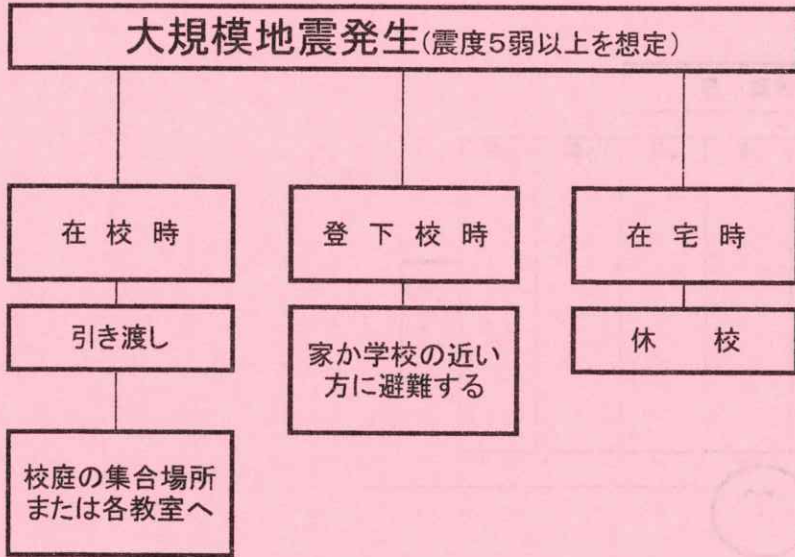 大規模地震発生(震度5弱以上を想定)
在校時
引き渡し
校庭の集合場所
または各教室へ
登下校時
家か学校の近い
方に避難する
在宅時
休校